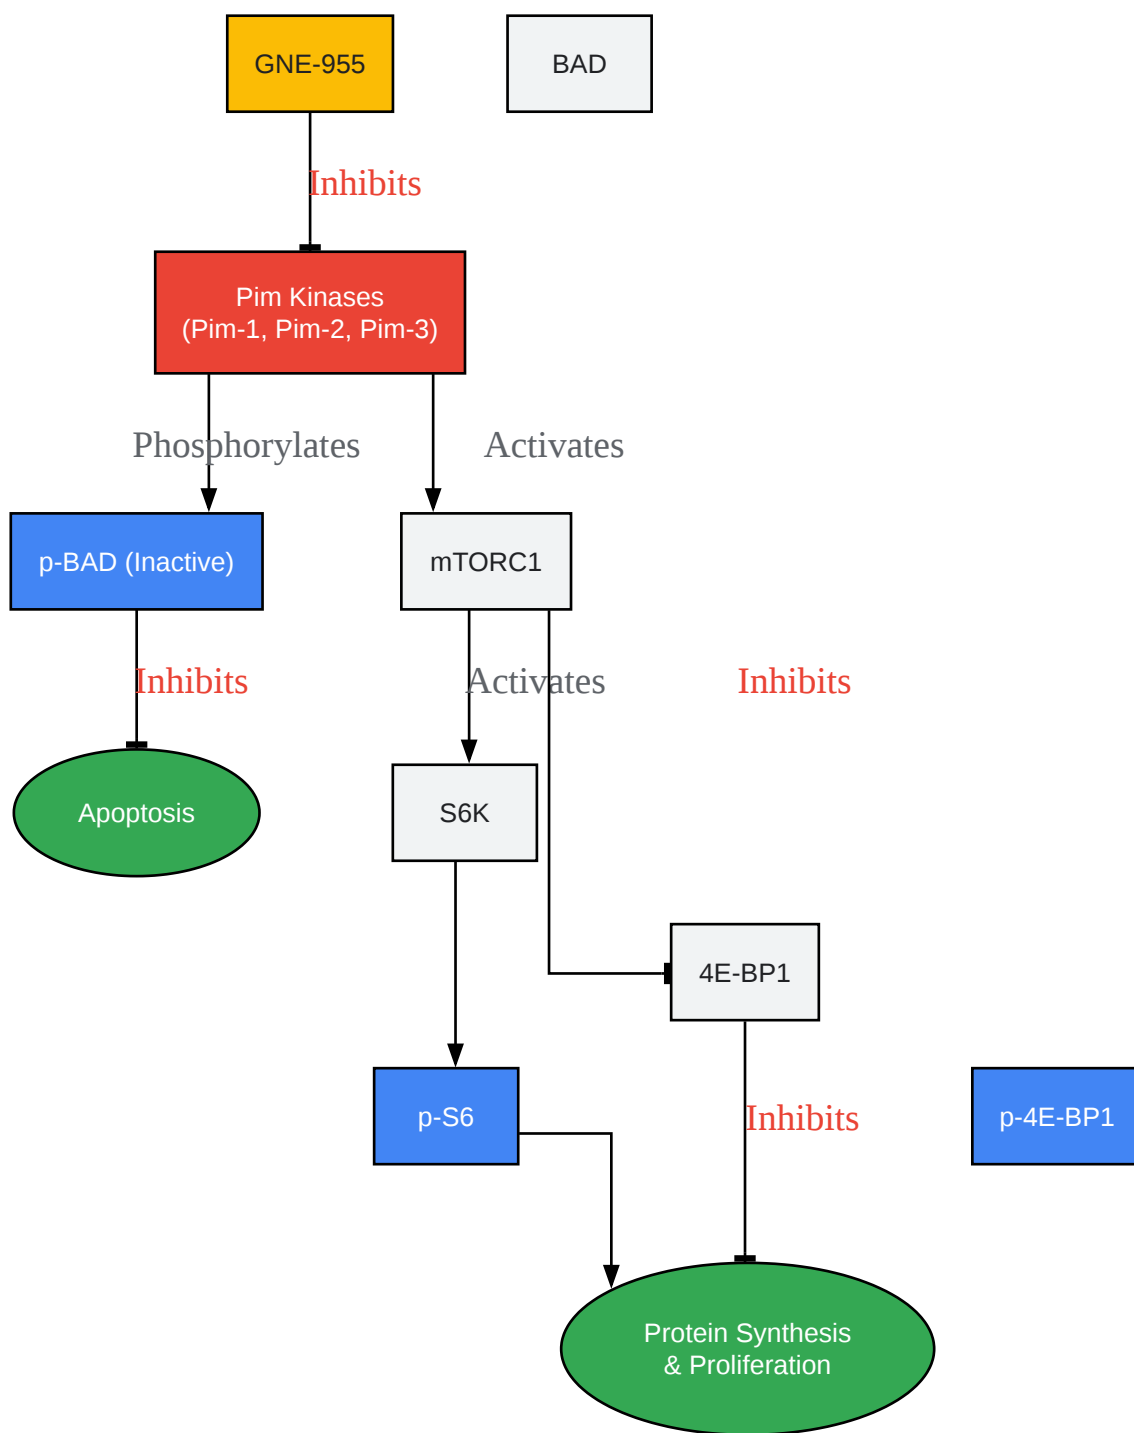 GNE-955
BAD
Inhibits
Pim Kinases
(Pim-1, Pim-2, Pim-3)
Phosphorylates
Activates
p-BAD (Inactive)
mTORC1
Inhibits
Activates
Inhibits
Apoptosis
S6K
4E-BP1
p-S6
Inhibits
p-4E-BP1
Protein Synthesis
& Proliferation